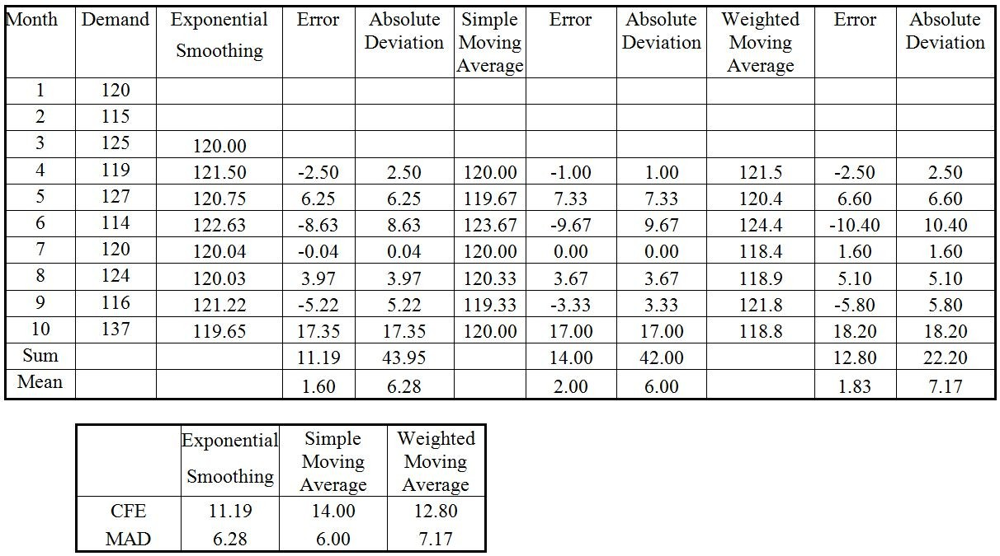 Month Demand Exponential Smoothing Error Absolute Deviation Simple Moving Average Error Absolute Deviation Weighted Moving Average Error Absolute Deviation
1 120
2 115
3 125 120.00
4 119 121.50 -2.50 2.50 120.00 -1.00 1.00 121.5 -2.50 2.50
5 127 120.75 6.25 6.25 119.67 7.33 7.33 120.4 6.60 6.60
6 114 122.63 -8.63 8.63 123.67 -9.67 9.67 124.4 -10.40 10.40
7 120 120.04 -0.04 0.04 120.00 0.00 0.00 118.4 1.60 1.60
8 124 120.03 3.97 3.97 120.33 3.67 3.67 118.9 5.10 5.10
9 116 121.22 -5.22 5.22 119.33 -3.33 3.33 121.8 -5.80 5.80
10 137 119.65 17.35 17.35 120.00 17.00 17.00 118.8 18.20 18.20
Sum 11.19 43.95 14.00 42.00 12.80 22.20
Mean 1.60 6.28 2.00 6.00 1.83 7.17
Exponential Smoothing Simple Moving Average Weighted Moving Average
CFE 11.19 14.00 12.80
MAD 6.28 6.00 7.17